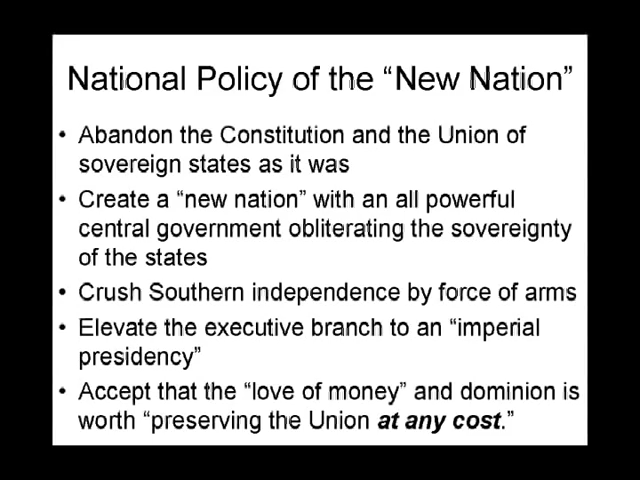 National Policy of the “New Nation”
• Abandon the Constitution and the Union of
sovereign states as it was
• Create a “new nation” with an all powerful
central government obliterating the sovereignty
of the states
• Crush Southern independence by force of arms
• Elevate the executive branch to an “imperial
presidency”
• Accept that the “love of money” and dominion is
worth “preserving the Union at any cost.”